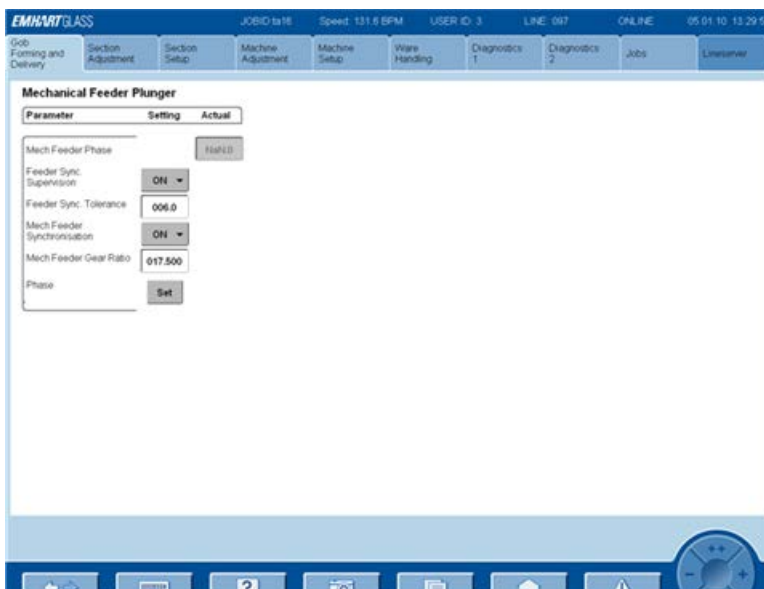 EMHART GLASS JOBID ta16 Speed 131.6 BPM USER ID: 3 LINE 097 ONLINE 05.01.10 13.29:5
Gob Forming and Delivery
Section Adjustment
Section Setup
Machine Adjustment
Machine Setup
Ware Handling
Diagnostics 1
Diagnostics 2
Jobs
Lineserver
Mechanical Feeder Plunger
Parameter Setting Actual
Mech Feeder Phase NaN.0
Feeder Sync. Supervision ON
Feeder Sync. Tolerance 006.0
Mech Feeder Synchronisation ON
Mech Feeder Gear Ratio 017.500
Phase Set
?
++
- +